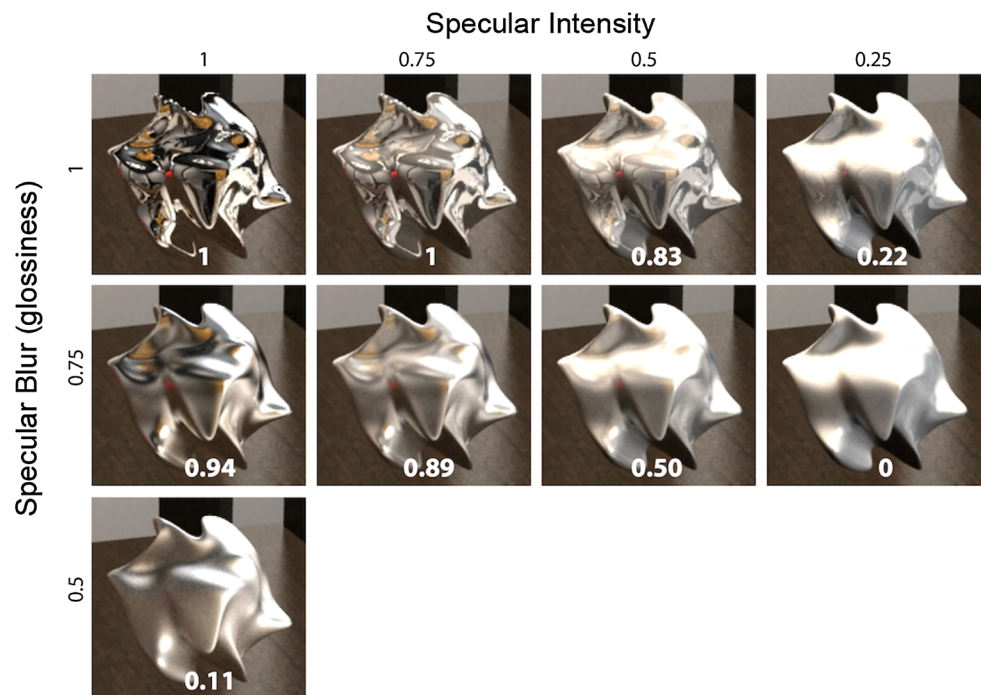 Specular Intensity
1 0.75 0.5 0.25
Specular Blur (glossiness)
1
1 1 0.83 0.22
0.75
0.94 0.89 0.50 0
0.5
0.11